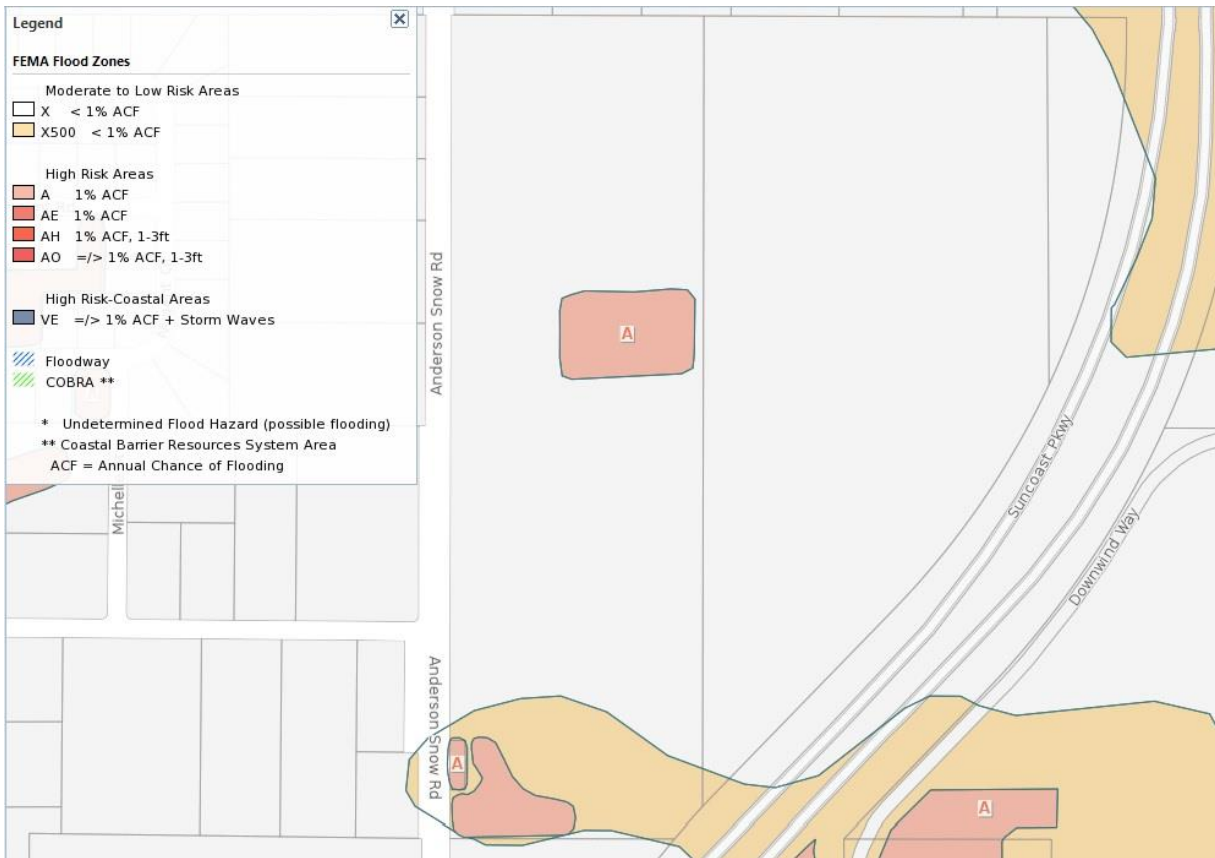 Legend
FEMA Flood Zones
Moderate to Low Risk Areas
X < 1% ACF
X500 < 1% ACF
High Risk Areas
A 1% ACF
AE 1% ACF
AH 1% ACF, 1-3ft
AO =/> 1% ACF, 1-3ft
High Risk-Coastal Areas
VE =/> 1% ACF + Storm Waves
Floodway
COBRA **
* Undetermined Flood Hazard (possible flooding)
** Coastal Barrier Resources System Area
ACF = Annual Chance of Flooding
Anderson Snow Rd
A
Suncoast Pkwy
Downwind Way
Michel
Anderson Snow Rd
A
A